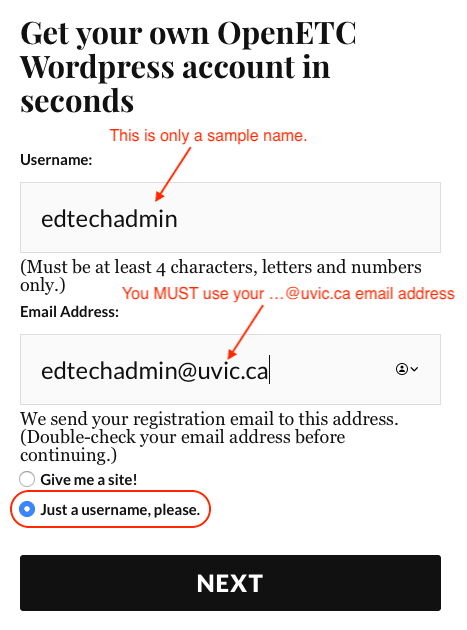 Get your own OpenETC
Wordpress account in
seconds
This is only a sample name.
Username:
edtechadmin
(Must be at least 4 characters, letters and numbers
only.)
You MUST use your ...@uvic.ca email address
Email Address:
edtechadmin@uvic.ca
We send your registration email to this address.
(Double-check your email address before
continuing.)
Give me a site!
Just a username, please.
NEXT